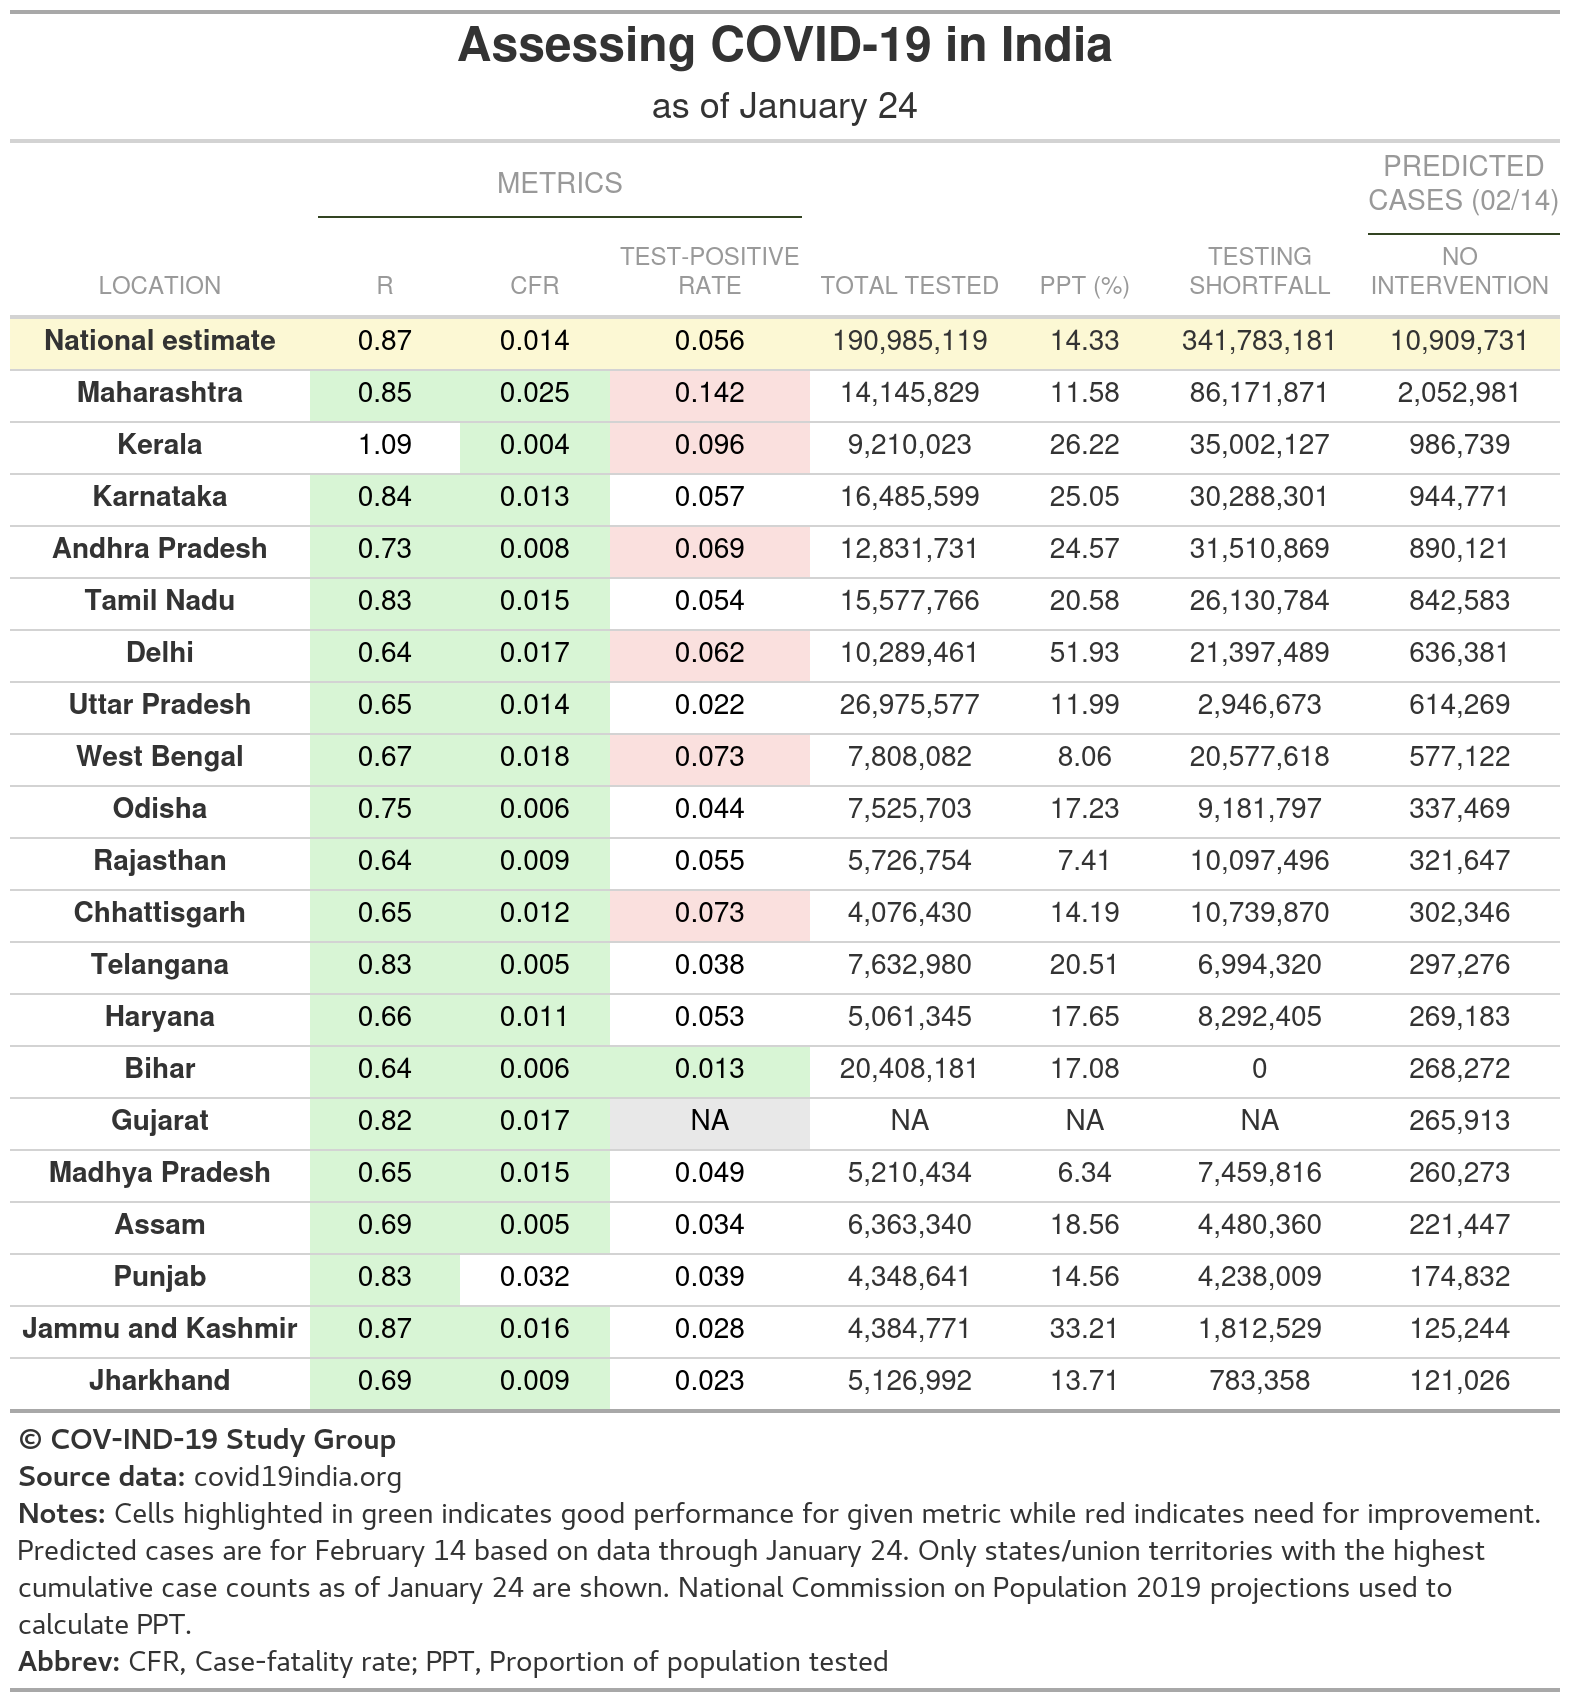 Assessing COVID-19 in India
as of January 24
METRICS
PREDICTED
CASES (02/14)
LOCATION R CFR TEST-POSITIVE RATE TOTAL TESTED PPT (%) TESTING SHORTFALL NO INTERVENTION
National estimate 0.87 0.014 0.056 190,985,119 14.33 341,783,181 10,909,731
Maharashtra 0.85 0.025 0.142 14,145,829 11.58 86,171,871 2,052,981
Kerala 1.09 0.004 0.096 9,210,023 26.22 35,002,127 986,739
Karnataka 0.84 0.013 0.057 16,485,599 25.05 30,288,301 944,771
Andhra Pradesh 0.73 0.008 0.069 12,831,731 24.57 31,510,869 890,121
Tamil Nadu 0.83 0.015 0.054 15,577,766 20.58 26,130,784 842,583
Delhi 0.64 0.017 0.062 10,289,461 51.93 21,397,489 636,381
Uttar Pradesh 0.65 0.014 0.022 26,975,577 11.99 2,946,673 614,269
West Bengal 0.67 0.018 0.073 7,808,082 8.06 20,577,618 577,122
Odisha 0.75 0.006 0.044 7,525,703 17.23 9,181,797 337,469
Rajasthan 0.64 0.009 0.055 5,726,754 7.41 10,097,496 321,647
Chhattisgarh 0.65 0.012 0.073 4,076,430 14.19 10,739,870 302,346
Telangana 0.83 0.005 0.038 7,632,980 20.51 6,994,320 297,276
Haryana 0.66 0.011 0.053 5,061,345 17.65 8,292,405 269,183
Bihar 0.64 0.006 0.013 20,408,181 17.08 0 268,272
Gujarat 0.82 0.017 NA NA NA NA 265,913
Madhya Pradesh 0.65 0.015 0.049 5,210,434 6.34 7,459,816 260,273
Assam 0.69 0.005 0.034 6,363,340 18.56 4,480,360 221,447
Punjab 0.83 0.032 0.039 4,348,641 14.56 4,238,009 174,832
Jammu and Kashmir 0.87 0.016 0.028 4,384,771 33.21 1,812,529 125,244
Jharkhand 0.69 0.009 0.023 5,126,992 13.71 783,358 121,026
© COV-IND-19 Study Group
Source data: covid19india.org
Notes: Cells highlighted in green indicates good performance for given metric while red indicates need for improvement.
Predicted cases are for February 14 based on data through January 24. Only states/union territories with the highest
cumulative case counts as of January 24 are shown. National Commission on Population 2019 projections used to
calculate PPT.
Abbrev: CFR, Case-fatality rate; PPT, Proportion of population tested